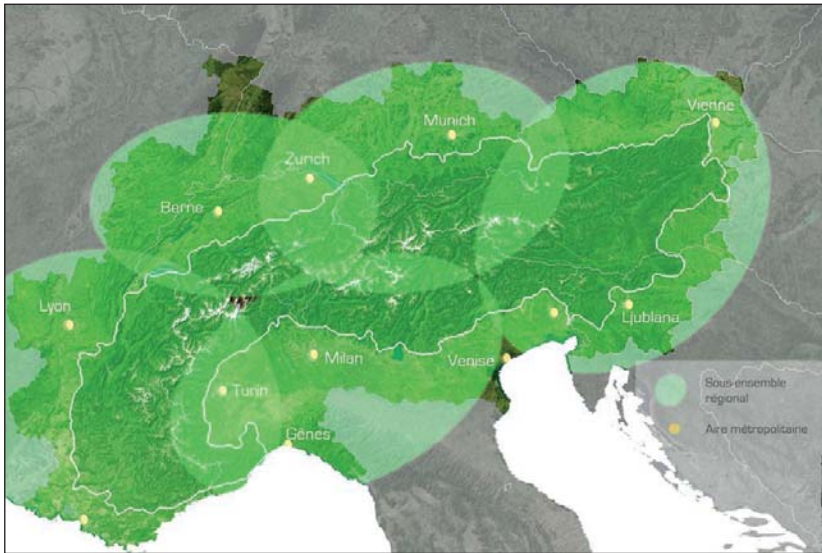 Vienne
Munich
Zurich
Berne
Lyon
Ljublana
Milan
Venise
Turin
Gênes
Sous-ensemble
régional
Aire métropolitaine